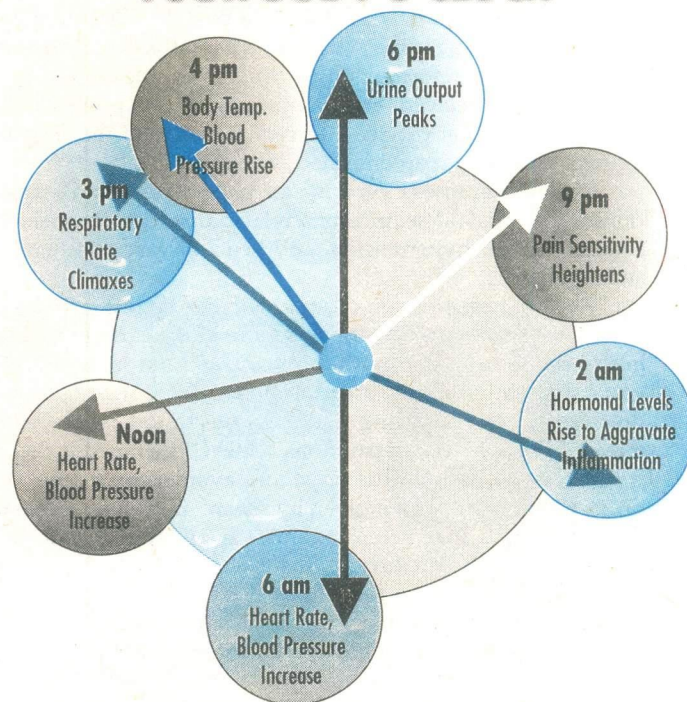 6 pm
Urine Output
Peaks
4 pm
Body Temp.
Blood
Pressure Rise
3 pm
Respiratory
Rate
Climaxes
9 pm
Pain Sensitivity
Heightens
2 am
Hormonal Levels
Rise to Aggravate
Inflammation
Noon
Heart Rate,
Blood Pressure
Increase
6 am
Heart Rate,
Blood Pressure
Increase